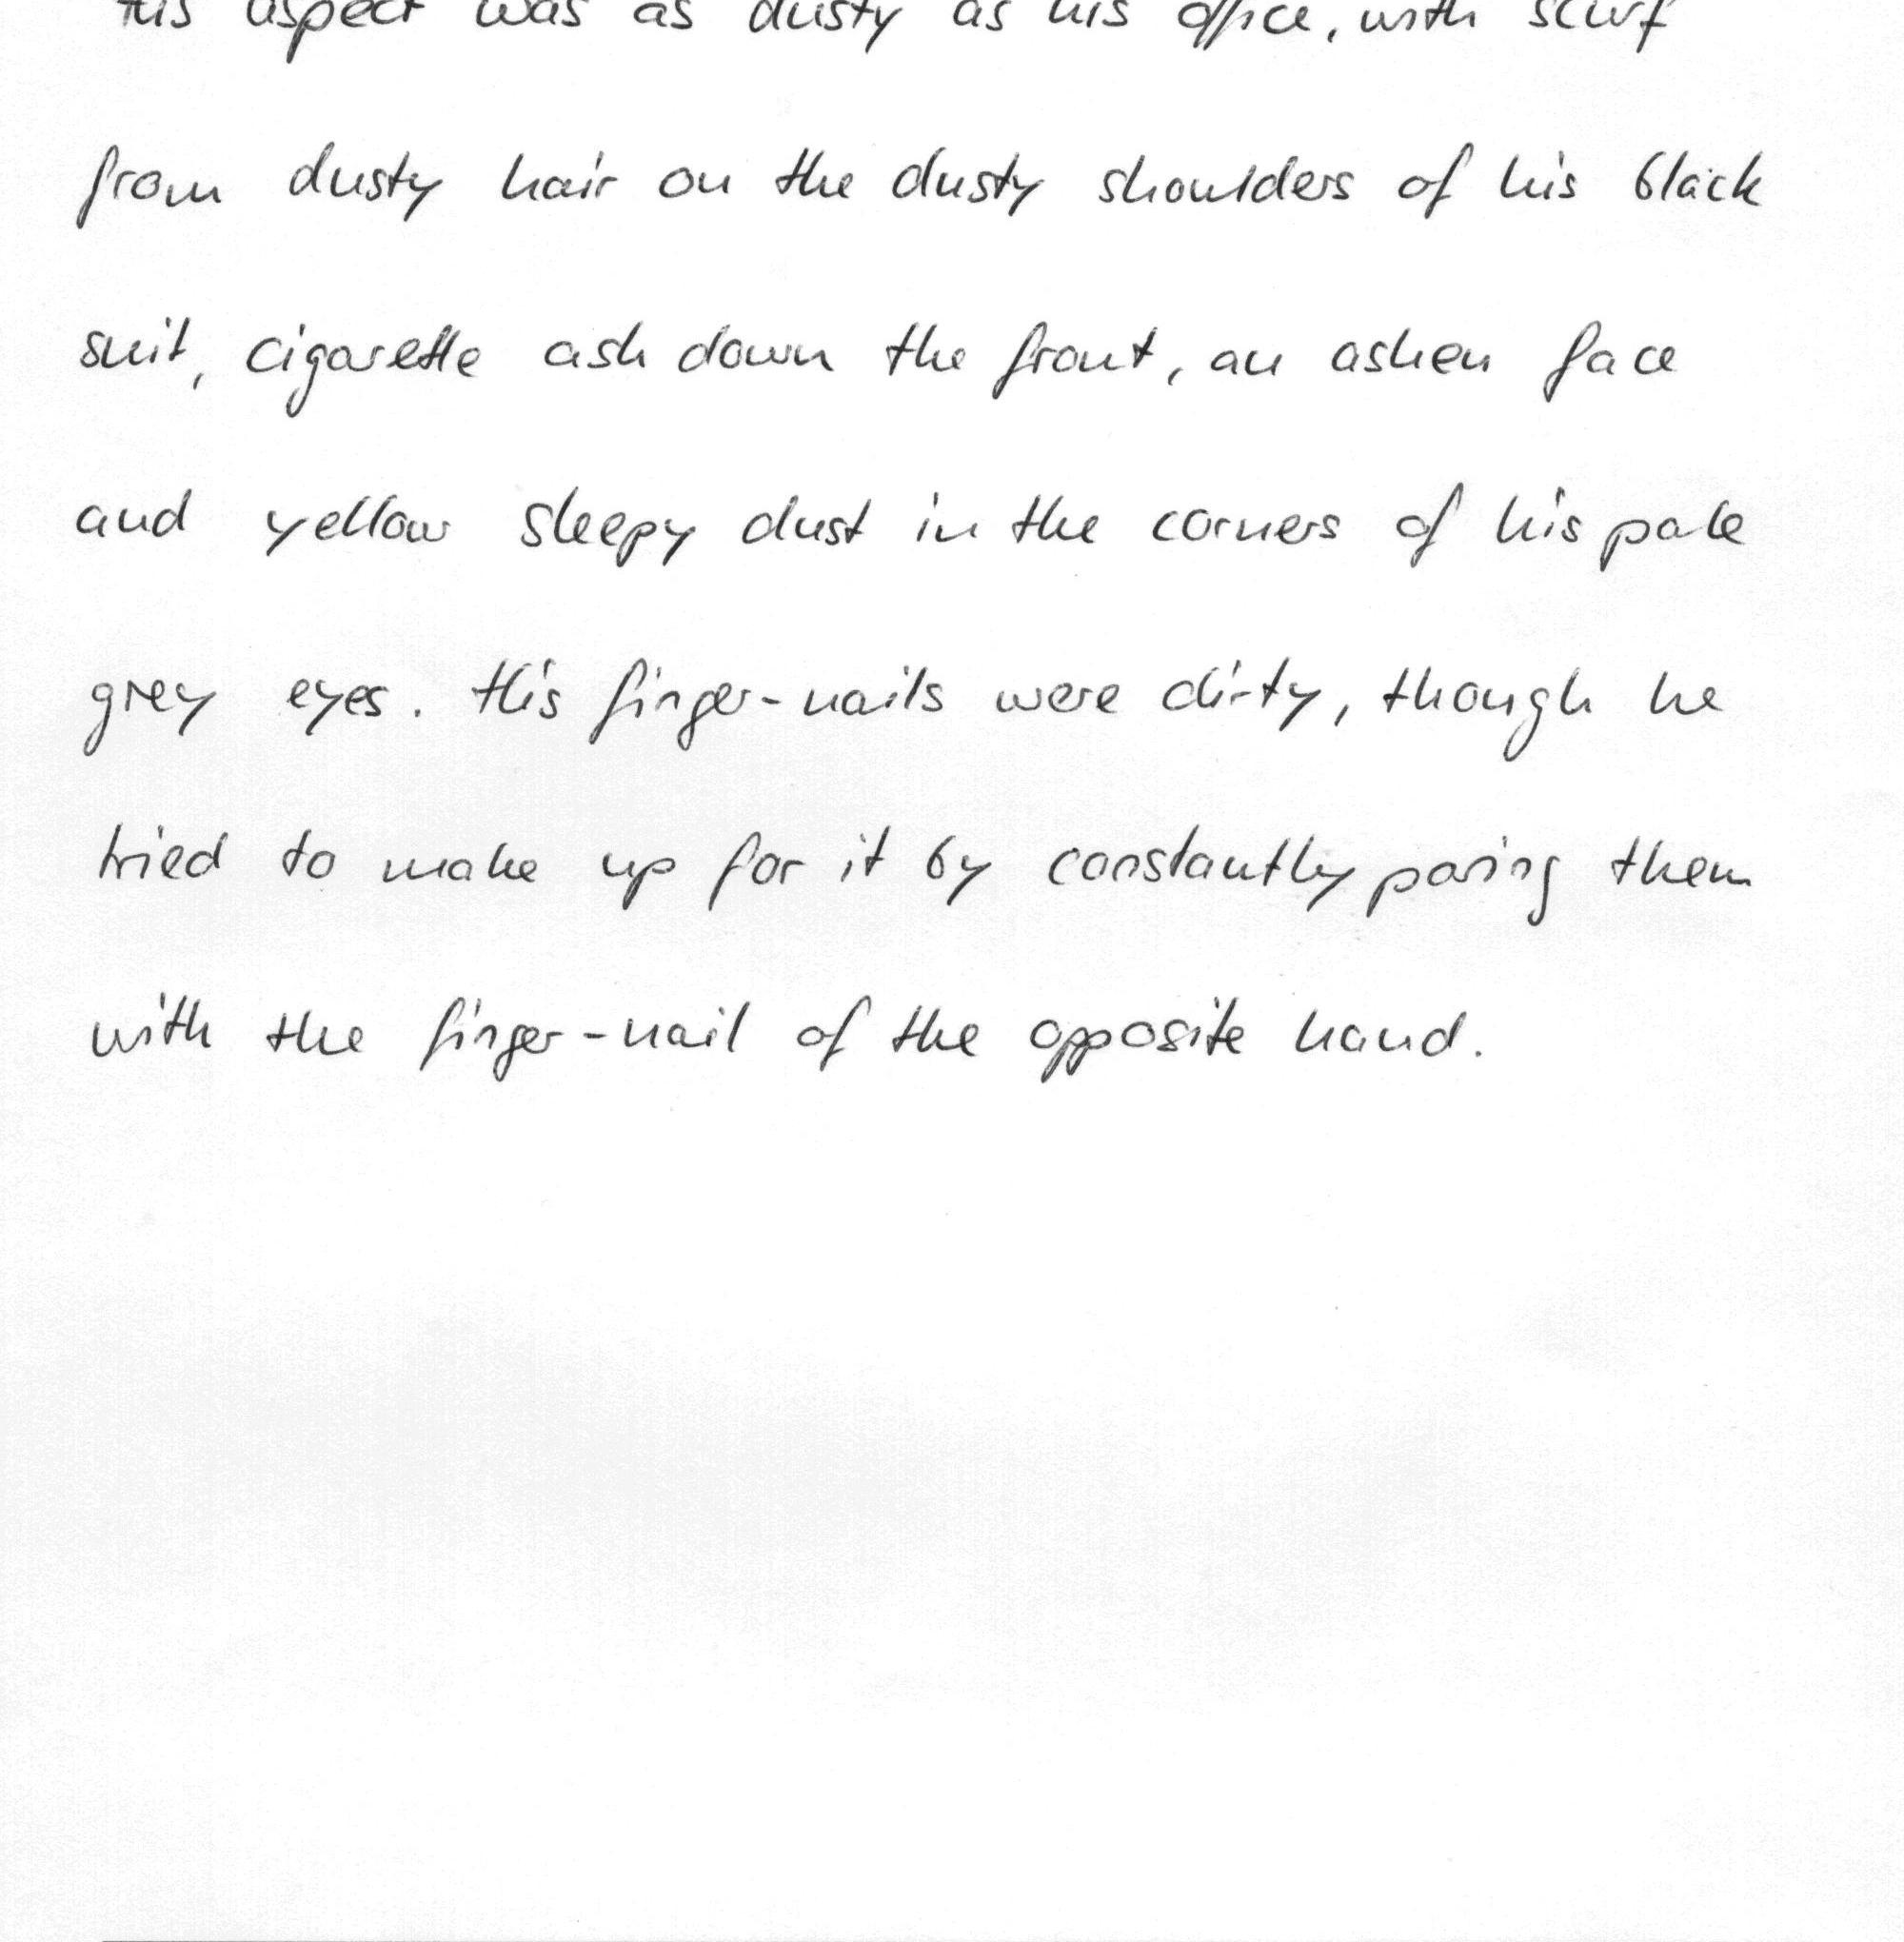 His aspect was as dusty as his office, with scurf
from dusty hair on the dusty shoulders of his black
suit, cigarette ash down the front, an ashen face
and yellow sleepy dust in the corners of his pale
grey eyes. His finger-nails were dirty, though he
tried to make up for it by constantly paring them
with the finger-nail of the opposite hand.